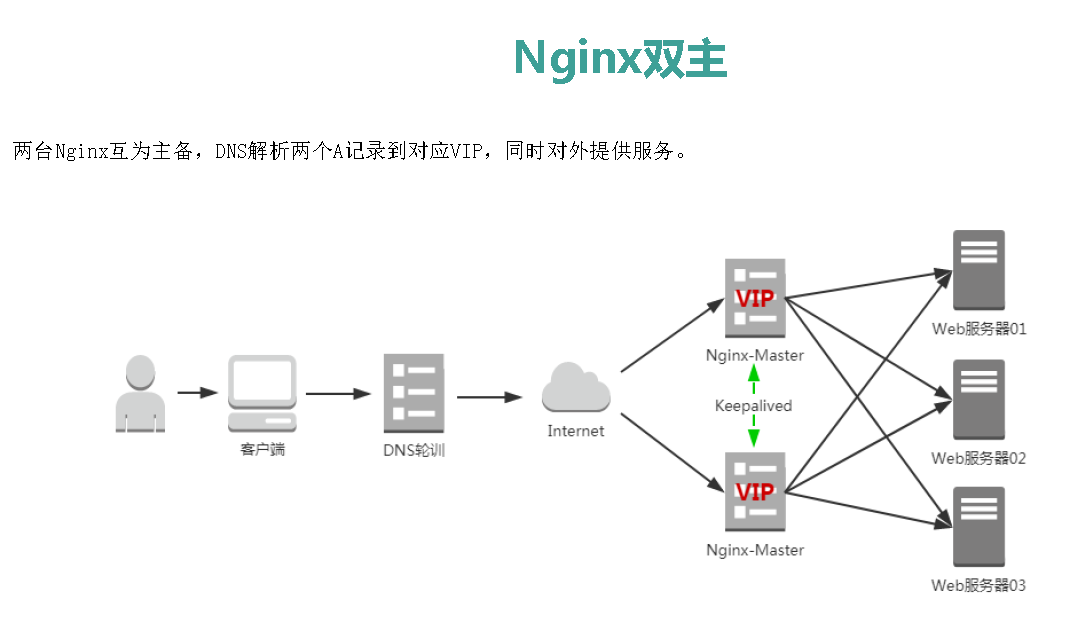 Nginx双主
两台Nginx互为主备，DNS解析两个A记录到对应VIP，同时对外提供服务。
VIP
Nginx-Master
Keepalived
VIP
Nginx-Master
客户端
DNS轮训
Internet
Web服务器01
Web服务器02
Web服务器03